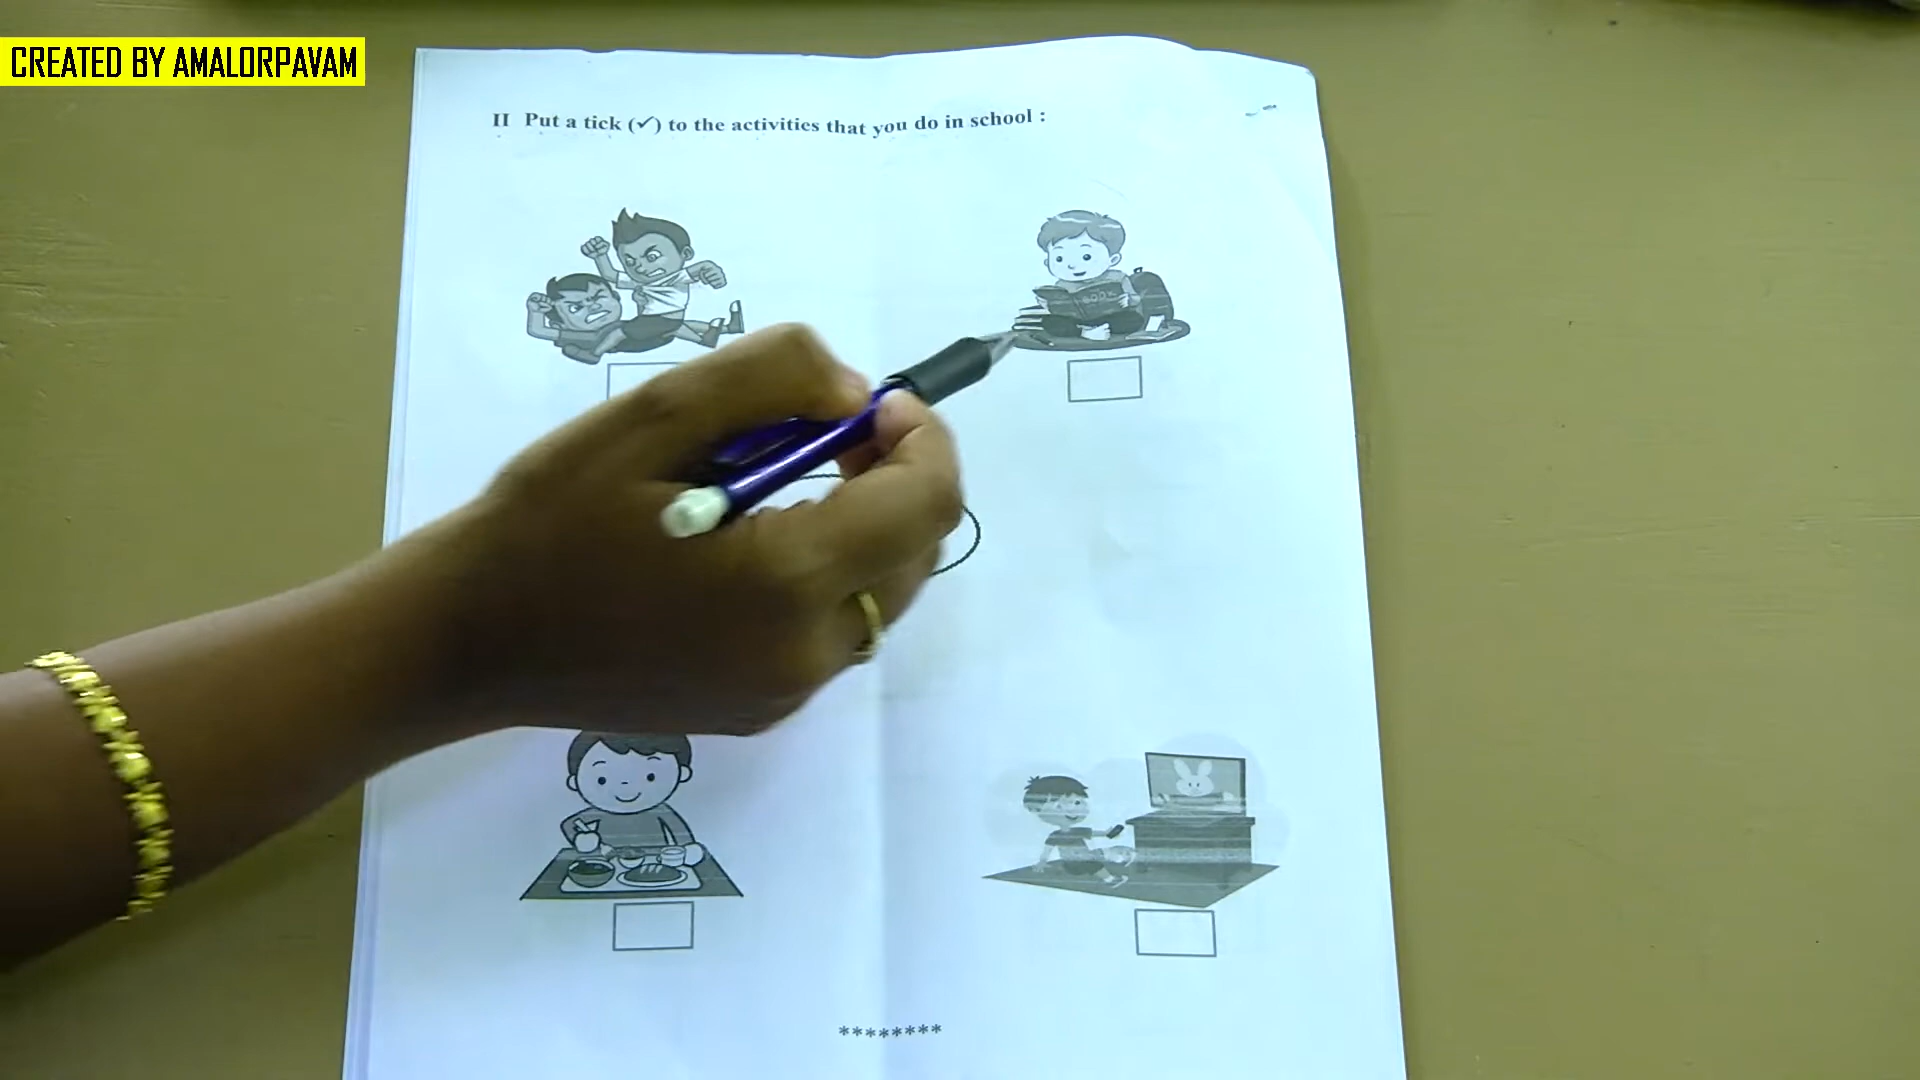 CREATED BY AMALORPAVAM
II Put a tick (✓) to the activities that you do in school :
BOOK
********